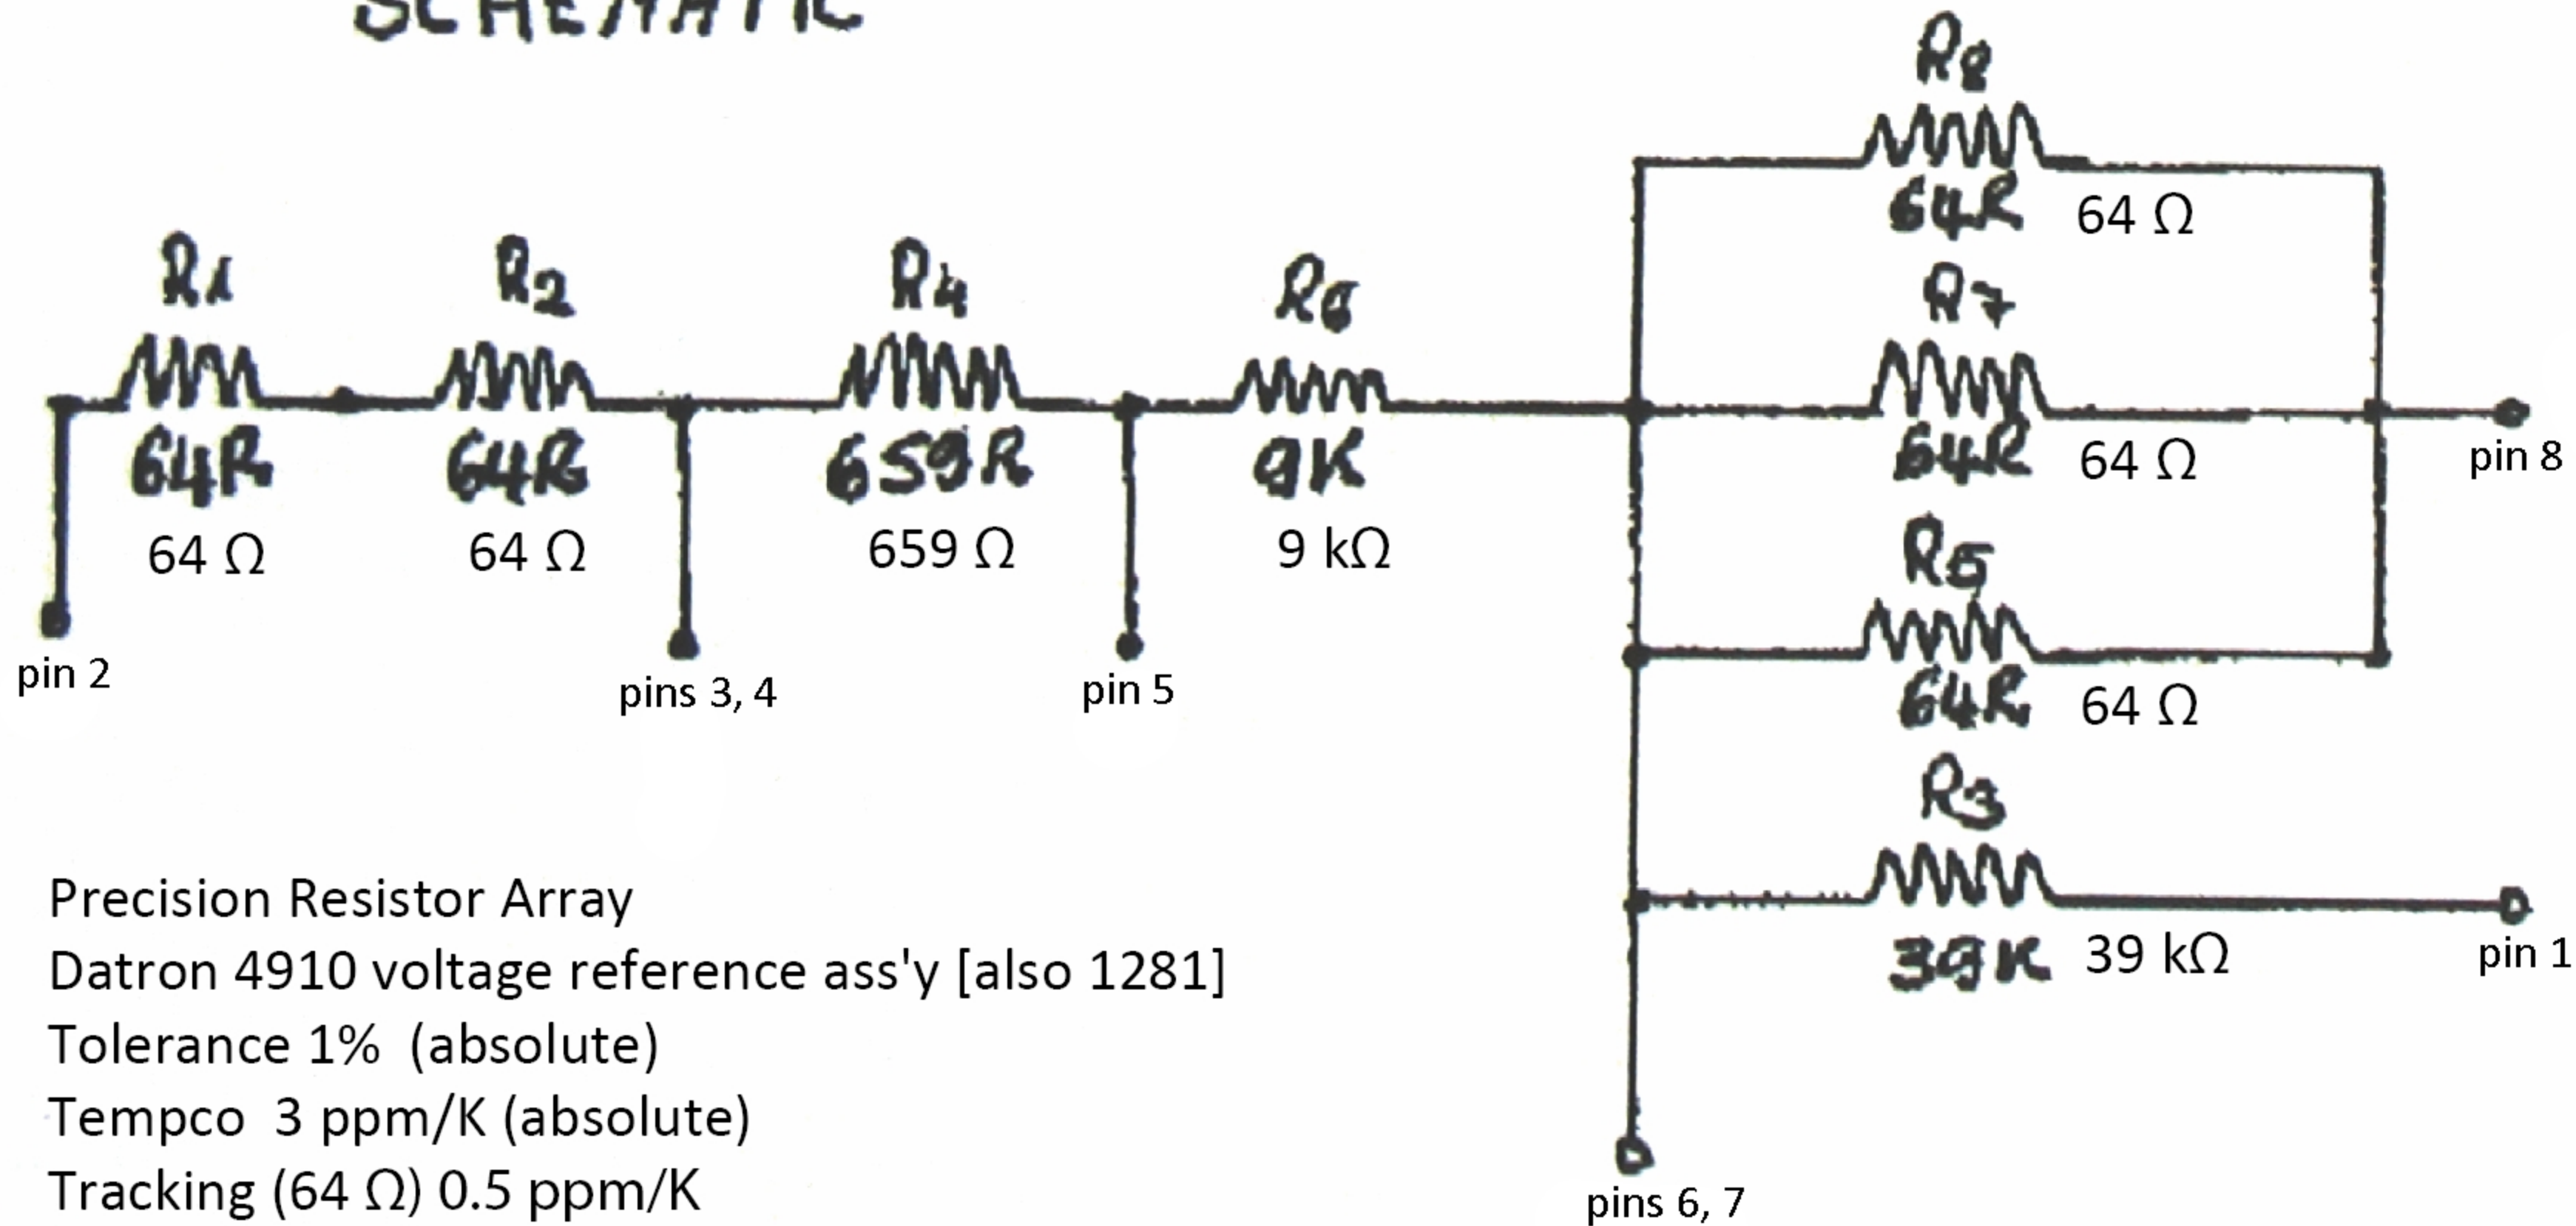 SCHEMATIC
R8
64R 64 Ω
R1 R2 R4 R6 R7
64R 64R 659R 9K 64R 64 Ω pin 8
64 Ω 64 Ω 659 Ω 9 kΩ
R5
64R 64 Ω
pin 2 pins 3, 4 pin 5
R3
39K 39 kΩ pin 1
Precision Resistor Array
Datron 4910 voltage reference ass'y [also 1281]
Tolerance 1% (absolute)
Tempco 3 ppm/K (absolute)
Tracking (64 Ω) 0.5 ppm/K
pins 6, 7